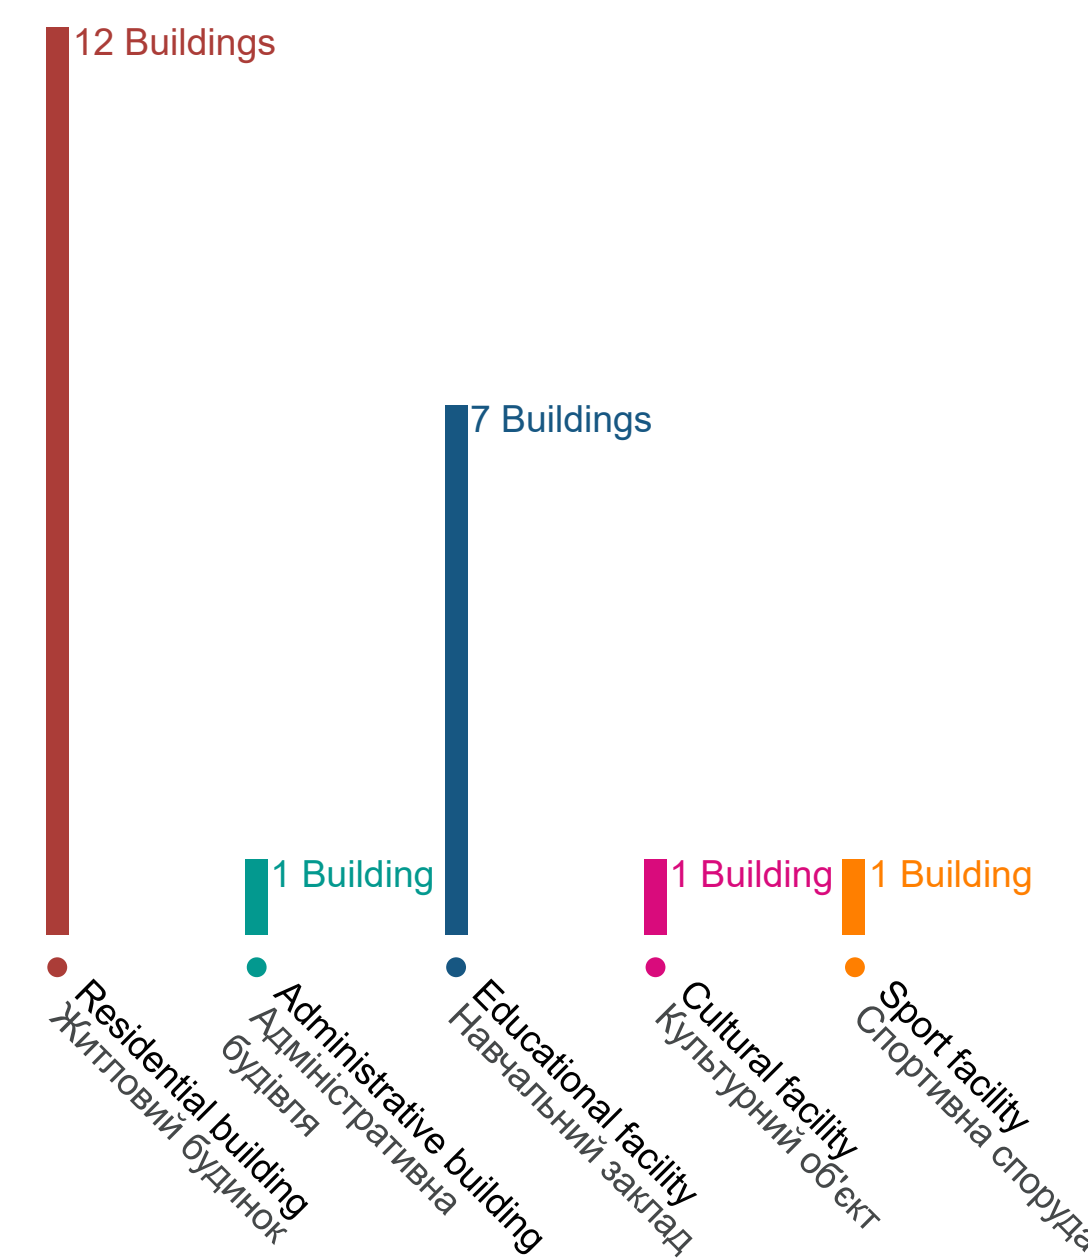 12 Buildings
7 Buildings
1 Building
1 Building
1 Building
Residential building
Житловий будинок
Administrative building
Адміністративна
будівля
Educational facility
Навчальний заклад
Cultural facility
Культурний об'єкт
Sport facility
Спортивна споруда